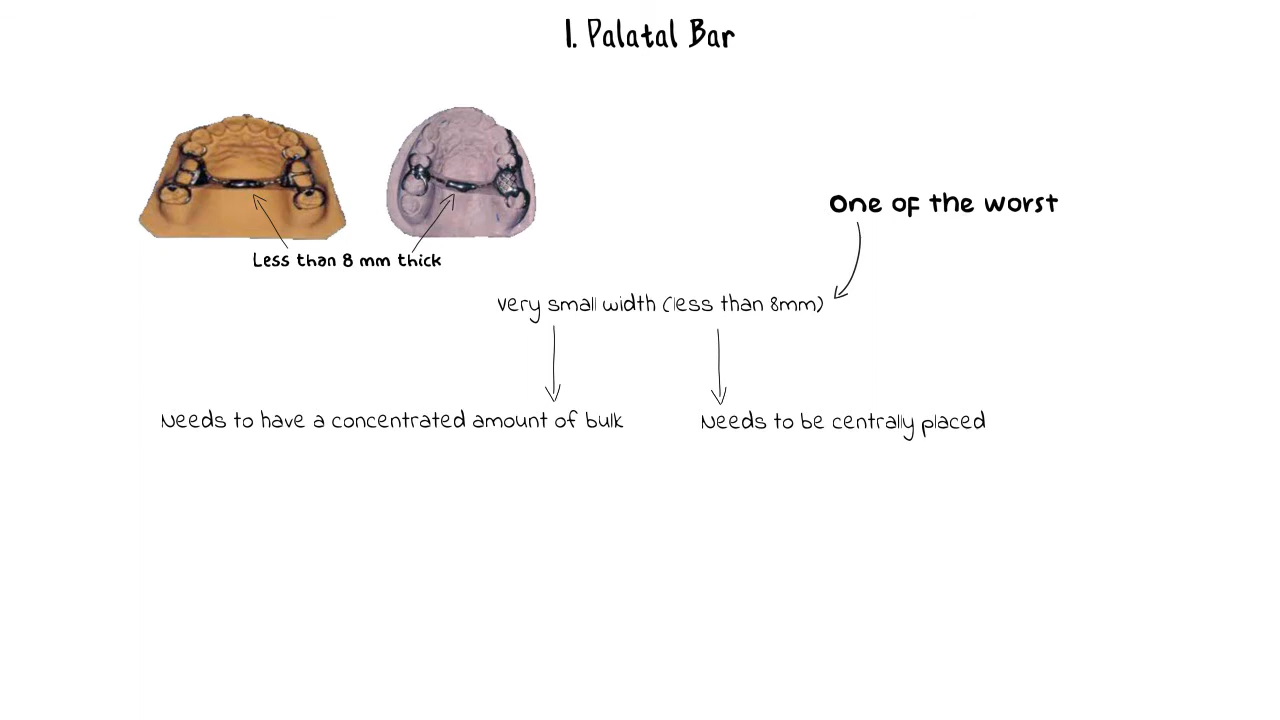 1. Palatal Bar
One of the worst
Less than 8 mm thick
very small width (less than 8mm)
Needs to have a concentrated amount of bulk
Needs to be centrally placed